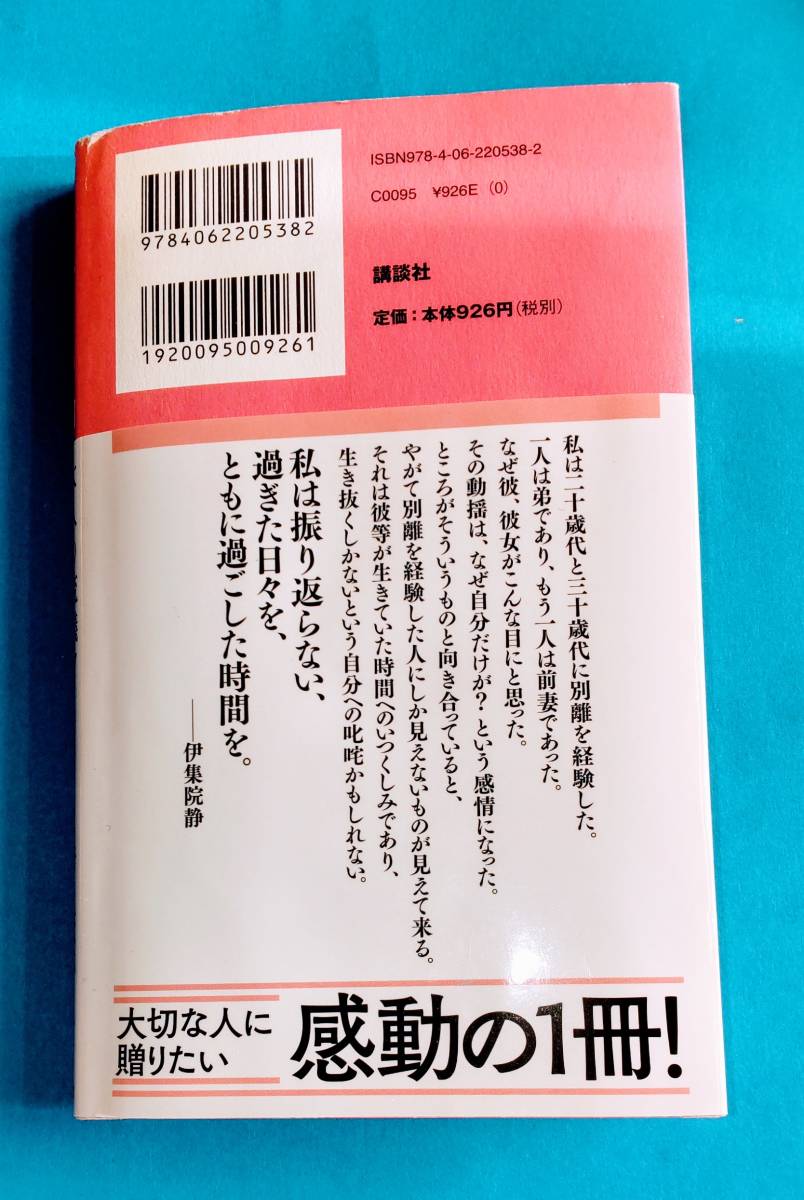 ISBN978-4-06-220538-2
C0095 ¥926E (0)
9784062205382
1920095009261
講談社
定価：本体926円（税別）
私は二十歳代と三十歳代に別離を経験した。
一人は弟であり、もう一人は前妻であった。
なぜ彼、彼女がこんな目にと思った。
その動揺は、なぜ自分だけが？という感情になった。
ところがそういうものと向き合っていると、
やがて別離を経験した人にしか見えないものが見えて来る。
それは彼等が生きていた時間へのいつくしみであり、
生き抜くしかないという自分への叱咤かもしれない。
私は振り返らない、
過ぎた日々を、
ともに過ごした時間を。
──伊集院静
大切な人に
贈りたい
感動の1冊！